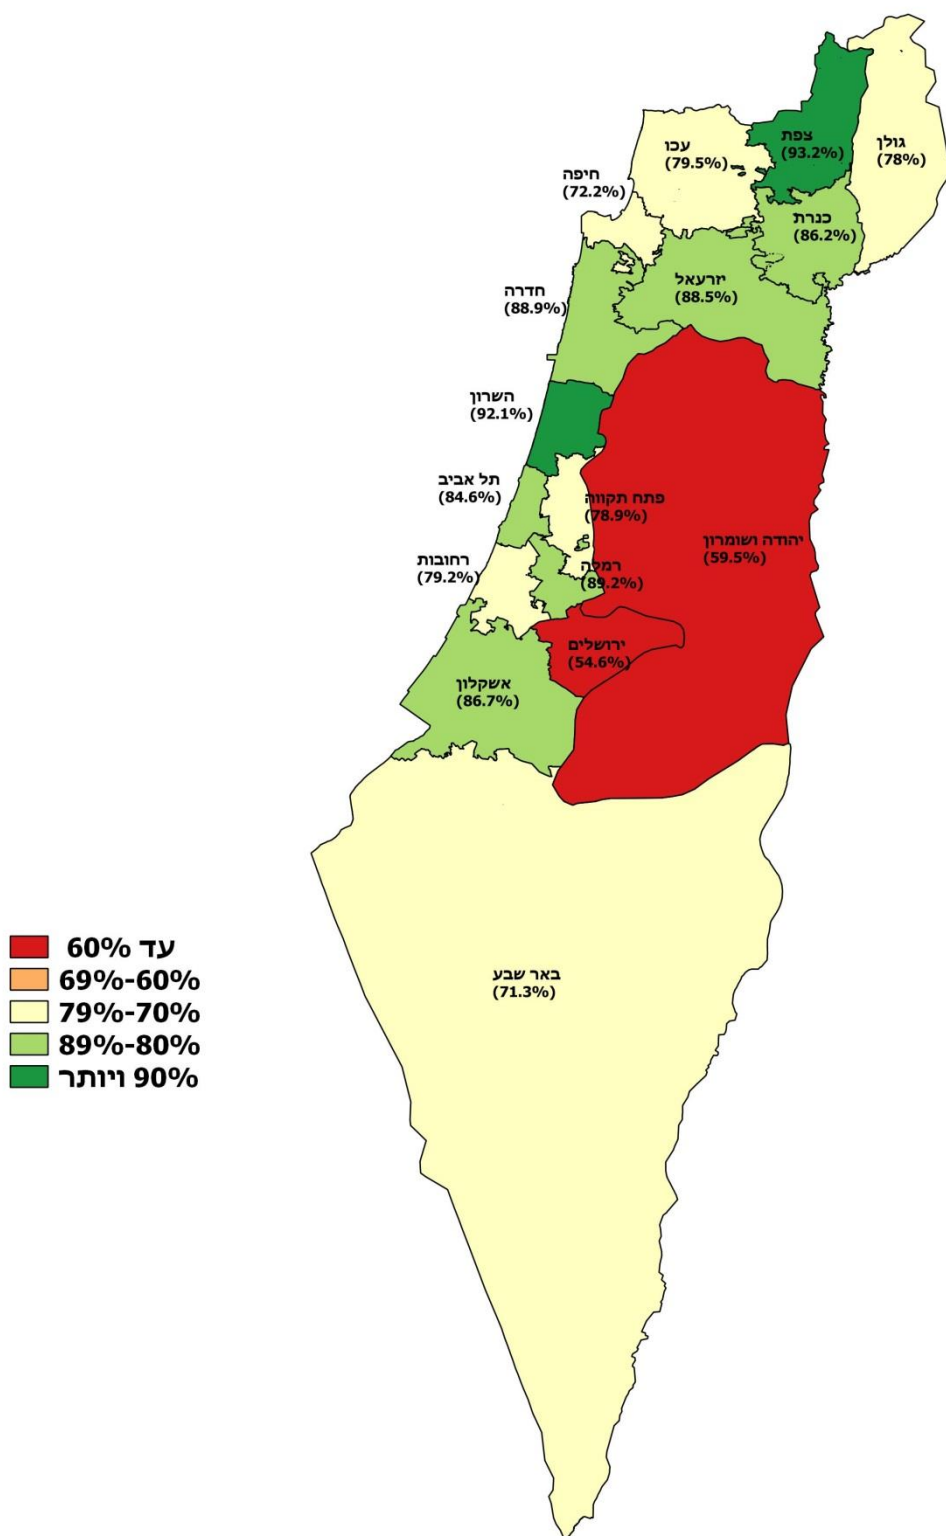 צפת
(93.2%)
גולן
(78%)
עכו
(79.5%)
חיפה
(72.2%)
כנרת
(86.2%)
יזרעאל
(88.5%)
חדרה
(88.9%)
השרון
(92.1%)
תל אביב
(84.6%)
פתח תקווה
(78.9%)
יהודה ושומרון
(59.5%)
רחובות
(79.2%)
רמלה
(89.2%)
ירושלים
(54.6%)
אשקלון
(86.7%)
באר שבע
(71.3%)
עד 60%
69%-60%
79%-70%
89%-80%
90% ויותר